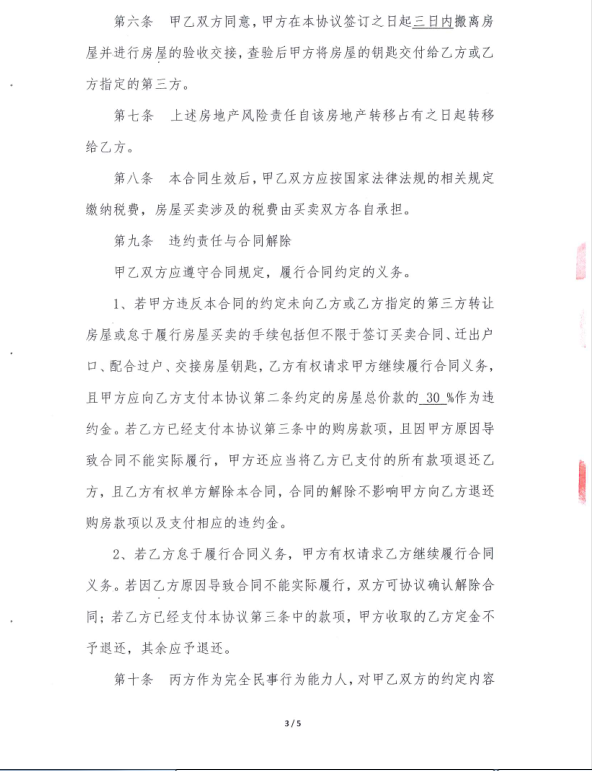 第六条 甲乙双方同意，甲方在本协议签订之日起三日内搬离房
屋并进行房屋的验收交接，查验后甲方将房屋的钥匙交付给乙方或乙
方指定的第三方。
第七条 上述房地产风险责任自该房地产转移占有之日起转移
给乙方。
第八条 本合同生效后，甲乙双方应按国家法律法规的相关规定
缴纳税费，房屋买卖涉及的税费由买卖双方各自承担。
第九条 违约责任与合同解除
甲乙双方应遵守合同规定，履行合同约定的义务。
1、若甲方违反本合同的约定未向乙方或乙方指定的第三方转让
房屋或怠于履行房屋买卖的手续包括但不限于签订买卖合同、迁出户
口、配合过户、交接房屋钥匙，乙方有权请求甲方继续履行合同义务，
且甲方应向乙方支付本协议第二条约定的房屋总价款的 30 %作为违
约金。若乙方已经支付本协议第三条中的购房款项，且因甲方原因导
致合同不能实际履行，甲方还应当将乙方已支付的所有款项退还乙
方，且乙方有权单方解除本合同，合同的解除不影响甲方向乙方退还
购房款项以及支付相应的违约金。
2、若乙方怠于履行合同义务，甲方有权请求乙方继续履行合同
义务。若因乙方原因导致合同不能实际履行，双方可协议确认解除合
同；若乙方已经支付本协议第三条中的款项，甲方收取的乙方定金不
予退还，其余应予退还。
第十条 丙方作为完全民事行为能力人，对甲乙双方的约定内容
3/5